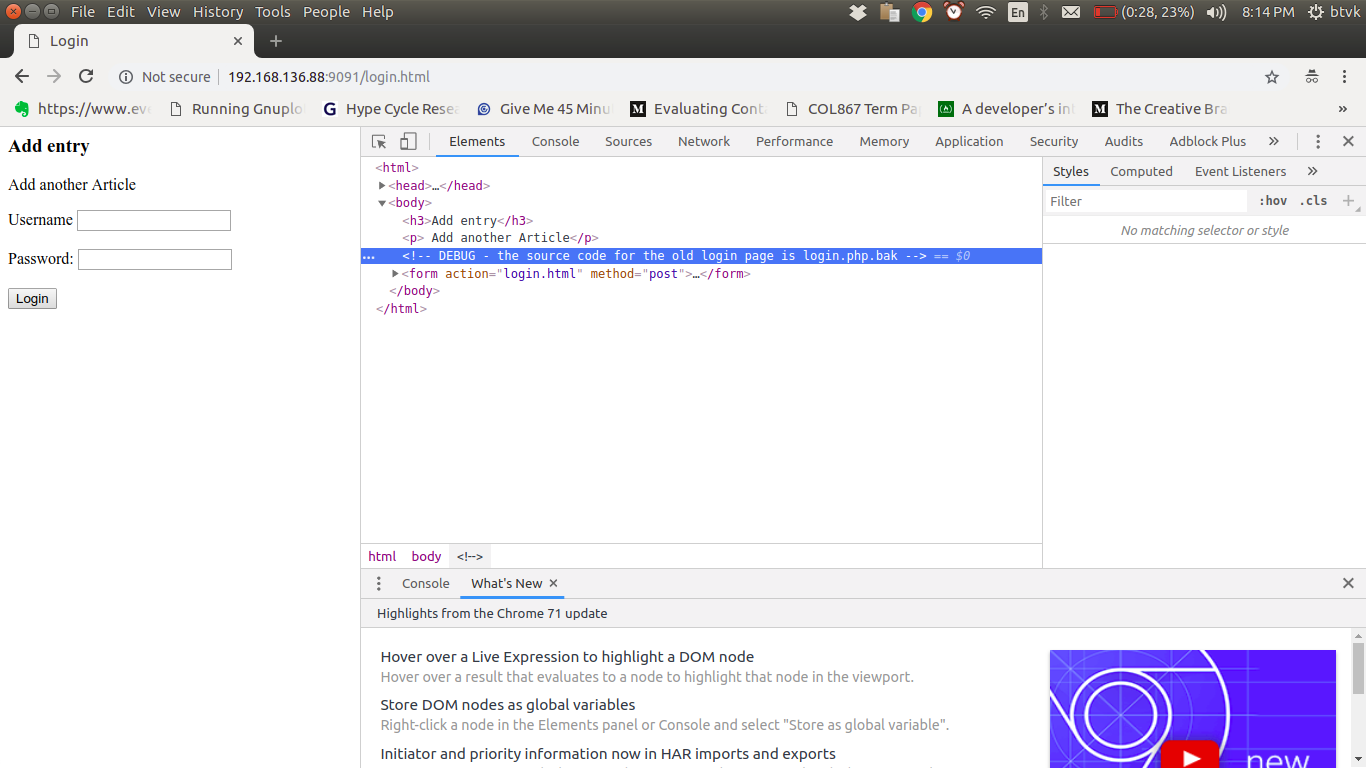 File Edit View History Tools People Help
En (0:28, 23%) 8:14 PM btvk
Login
Not secure 192.168.136.88:9091/login.html
https://www.eve Running Gnuplo G Hype Cycle Resea Give Me 45 Minu M Evaluating Conta COL867 Term Pa A developer's in M The Creative Bra »
Add entry
Add another Article
Username
Password:
Login
Elements Console Sources Network Performance Memory Application Security Audits Adblock Plus »
<html>
<head>…</head>
<body>
<h3>Add entry</h3>
<p> Add another Article</p>
… <!-- DEBUG - the source code for the old login page is login.php.bak --> == $0
<form action="login.html" method="post">…</form>
</body>
</html>
Styles Computed Event Listeners »
Filter :hov .cls +
No matching selector or style
html body <!-->
Console What's New
Highlights from the Chrome 71 update
Hover over a Live Expression to highlight a DOM node
Hover over a result that evaluates to a node to highlight that node in the viewport.
Store DOM nodes as global variables
Right-click a node in the Elements panel or Console and select "Store as global variable".
Initiator and priority information now in HAR imports and exports
new